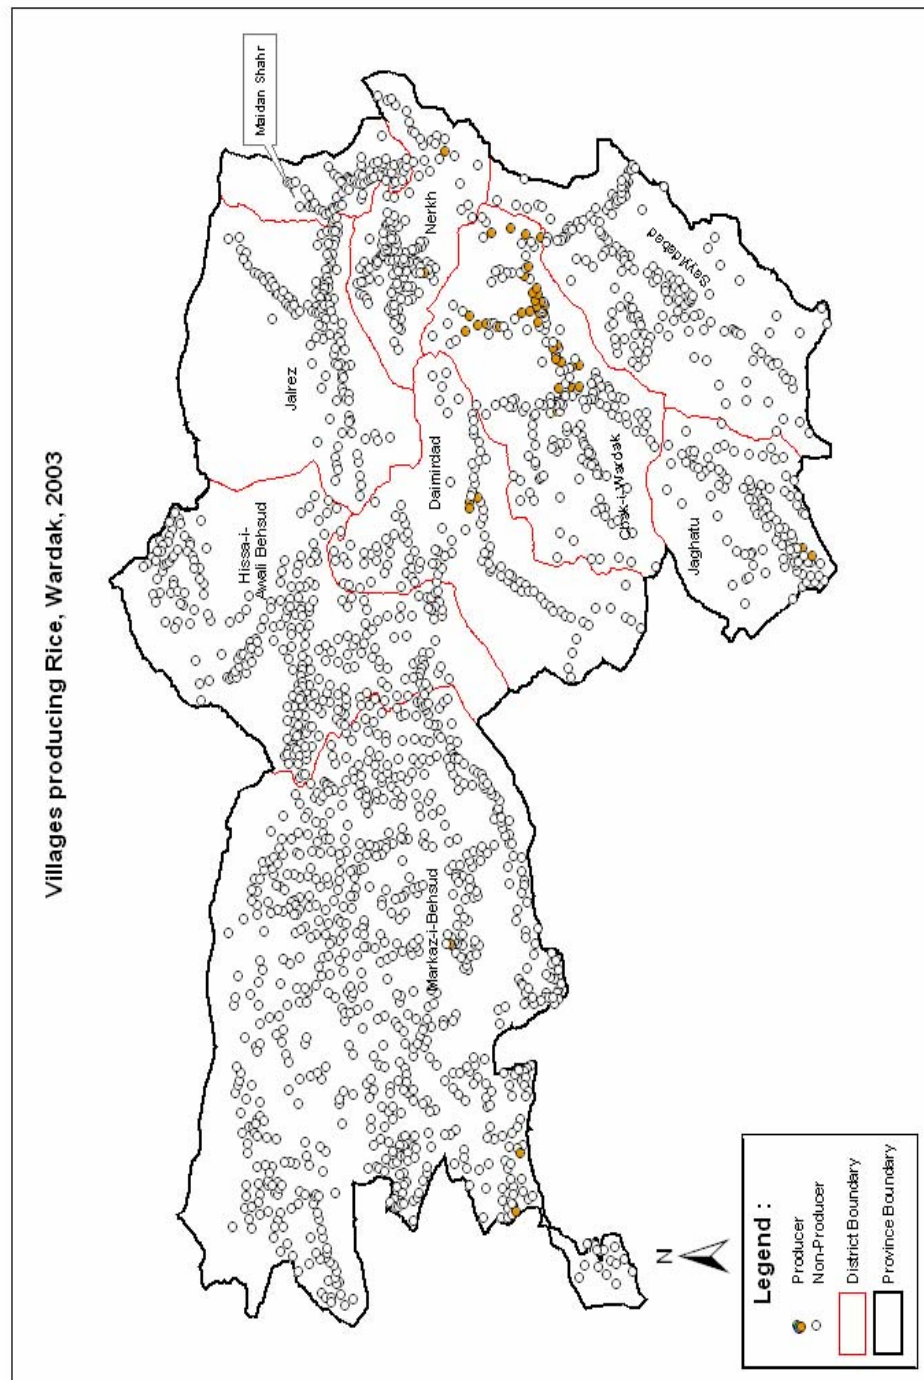 Villages producing Rice, Wardak, 2003
Maidan Shahr
Jalrez
Nerkh
Hissa-i-
Awali Behsud
Daimirdad
Sayyidabad
Markaz-i-Behsud
Chak-i-Wardak
Jaghatu
N
Legend :
Producer
Non-Producer
District Boundary
Province Boundary